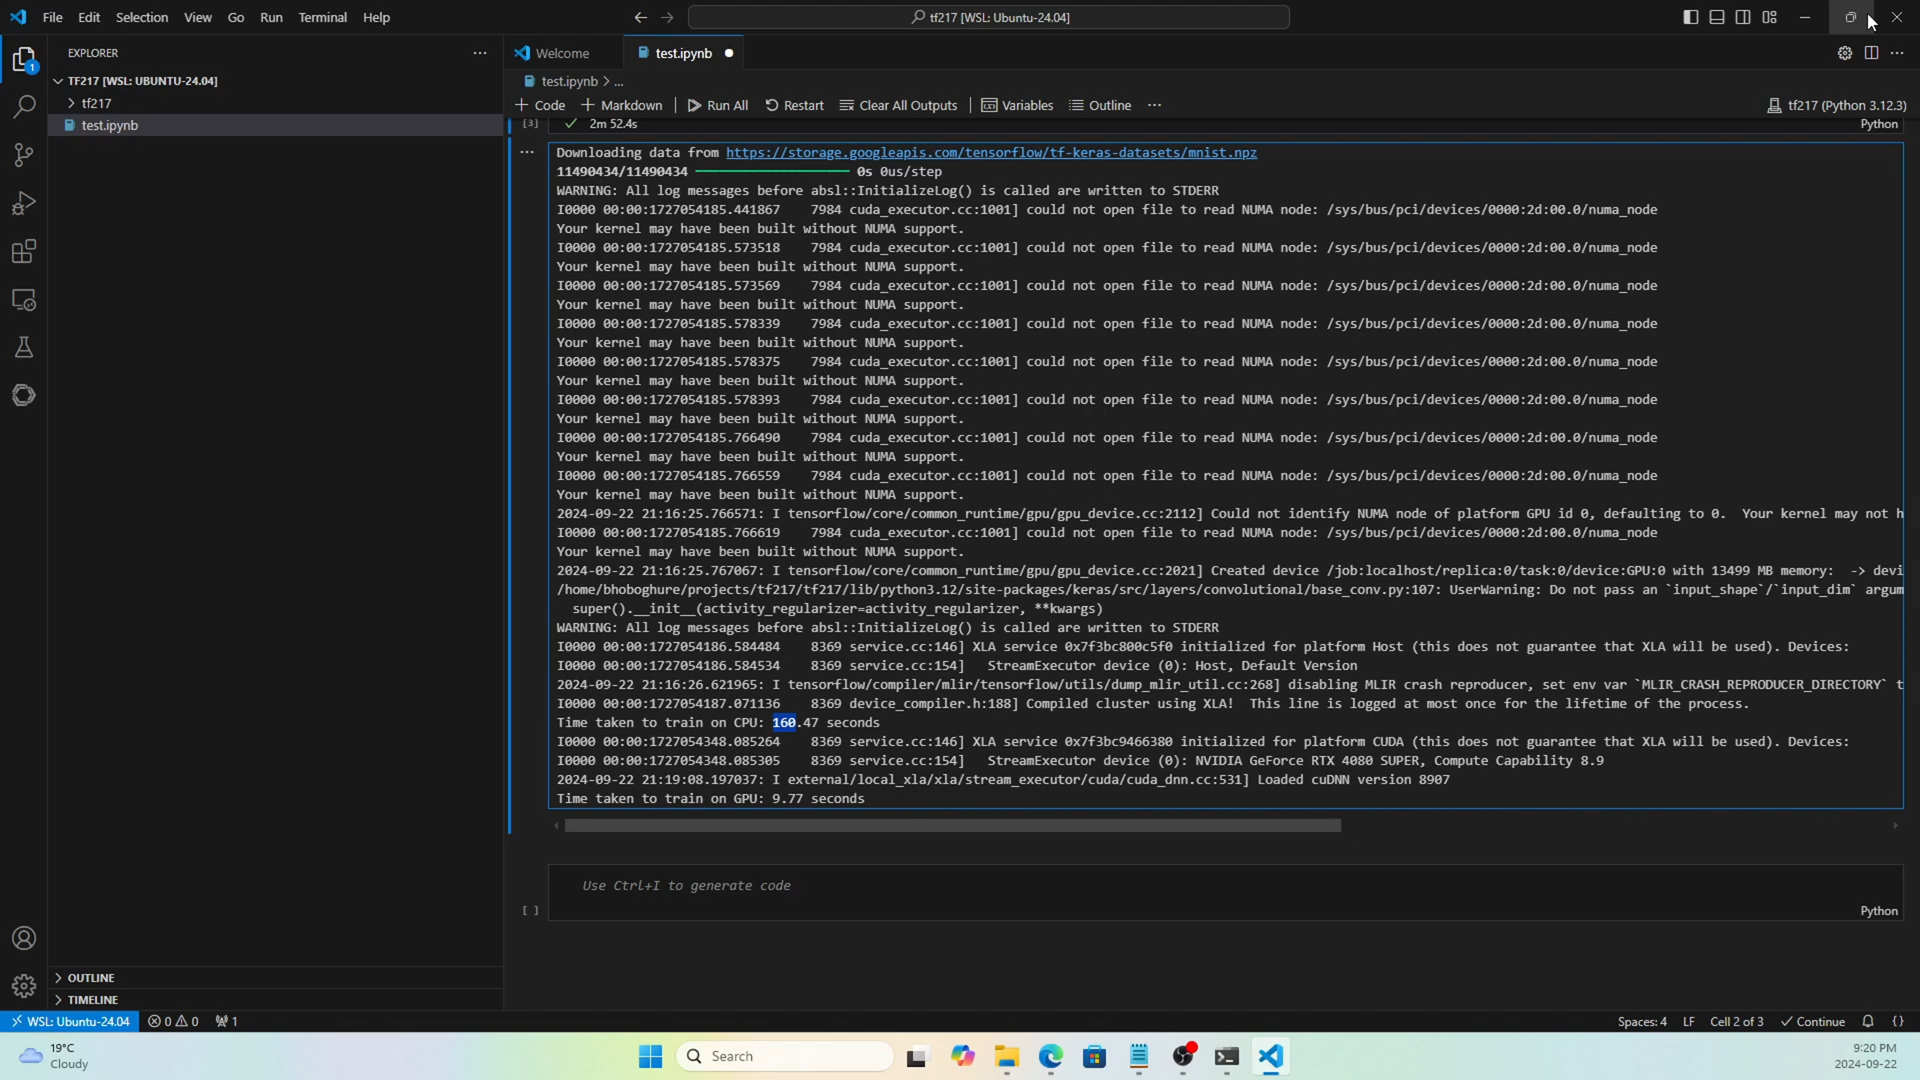 File Edit Selection View Go Run Terminal Help
tf217 [WSL: Ubuntu-24.04]
EXPLORER
TF217 [WSL: UBUNTU-24.04]
tf217
test.ipynb
1
Welcome
test.ipynb
test.ipynb > ...
+ Code + Markdown Run All Restart Clear All Outputs Variables Outline ...
tf217 (Python 3.12.3)
[3] ✓ 2m 52.4s
Python
Downloading data from https://storage.googleapis.com/tensorflow/tf-keras-datasets/mnist.npz
11490434/11490434 ━━━━━━━━━━━━━━━━━━━━ 0s 0us/step
WARNING: All log messages before absl::InitializeLog() is called are written to STDERR
I0000 00:00:1727054185.441867    7984 cuda_executor.cc:1001] could not open file to read NUMA node: /sys/bus/pci/devices/0000:2d:00.0/numa_node
Your kernel may have been built without NUMA support.
I0000 00:00:1727054185.573518    7984 cuda_executor.cc:1001] could not open file to read NUMA node: /sys/bus/pci/devices/0000:2d:00.0/numa_node
Your kernel may have been built without NUMA support.
I0000 00:00:1727054185.573569    7984 cuda_executor.cc:1001] could not open file to read NUMA node: /sys/bus/pci/devices/0000:2d:00.0/numa_node
Your kernel may have been built without NUMA support.
I0000 00:00:1727054185.578339    7984 cuda_executor.cc:1001] could not open file to read NUMA node: /sys/bus/pci/devices/0000:2d:00.0/numa_node
Your kernel may have been built without NUMA support.
I0000 00:00:1727054185.578375    7984 cuda_executor.cc:1001] could not open file to read NUMA node: /sys/bus/pci/devices/0000:2d:00.0/numa_node
Your kernel may have been built without NUMA support.
I0000 00:00:1727054185.578393    7984 cuda_executor.cc:1001] could not open file to read NUMA node: /sys/bus/pci/devices/0000:2d:00.0/numa_node
Your kernel may have been built without NUMA support.
I0000 00:00:1727054185.766490    7984 cuda_executor.cc:1001] could not open file to read NUMA node: /sys/bus/pci/devices/0000:2d:00.0/numa_node
Your kernel may have been built without NUMA support.
I0000 00:00:1727054185.766559    7984 cuda_executor.cc:1001] could not open file to read NUMA node: /sys/bus/pci/devices/0000:2d:00.0/numa_node
Your kernel may have been built without NUMA support.
2024-09-22 21:16:25.766571: I tensorflow/core/common_runtime/gpu/gpu_device.cc:2112] Could not identify NUMA node of platform GPU id 0, defaulting to 0.  Your kernel may not h
I0000 00:00:1727054185.766619    7984 cuda_executor.cc:1001] could not open file to read NUMA node: /sys/bus/pci/devices/0000:2d:00.0/numa_node
Your kernel may have been built without NUMA support.
2024-09-22 21:16:25.767067: I tensorflow/core/common_runtime/gpu/gpu_device.cc:2021] Created device /job:localhost/replica:0/task:0/device:GPU:0 with 13499 MB memory:  -> devi
/home/bhoboghure/projects/tf217/tf217/lib/python3.12/site-packages/keras/src/layers/convolutional/base_conv.py:107: UserWarning: Do not pass an `input_shape`/`input_dim` argum
super().__init__(activity_regularizer=activity_regularizer, **kwargs)
WARNING: All log messages before absl::InitializeLog() is called are written to STDERR
I0000 00:00:1727054186.584484    8369 service.cc:146] XLA service 0x7f3bc800c5f0 initialized for platform Host (this does not guarantee that XLA will be used). Devices:
I0000 00:00:1727054186.584534    8369 service.cc:154]   StreamExecutor device (0): Host, Default Version
2024-09-22 21:16:26.621965: I tensorflow/compiler/mlir/tensorflow/utils/dump_mlir_util.cc:268] disabling MLIR crash reproducer, set env var `MLIR_CRASH_REPRODUCER_DIRECTORY` t
I0000 00:00:1727054187.071136    8369 device_compiler.h:188] Compiled cluster using XLA!  This line is logged at most once for the lifetime of the process.
Time taken to train on CPU: 160.47 seconds
I0000 00:00:1727054348.085264    8369 service.cc:146] XLA service 0x7f3bc9466380 initialized for platform CUDA (this does not guarantee that XLA will be used). Devices:
I0000 00:00:1727054348.085305    8369 service.cc:154]   StreamExecutor device (0): NVIDIA GeForce RTX 4080 SUPER, Compute Capability 8.9
2024-09-22 21:19:08.197037: I external/local_xla/xla/stream_executor/cuda/cuda_dnn.cc:531] Loaded cuDNN version 8907
Time taken to train on GPU: 9.77 seconds
Use Ctrl+I to generate code
[ ]
Python
OUTLINE
TIMELINE
WSL: Ubuntu-24.04 0 0 1
Spaces: 4 LF Cell 2 of 3 ✓ Continue {}
19°C
Cloudy
Search
9:20 PM
2024-09-22